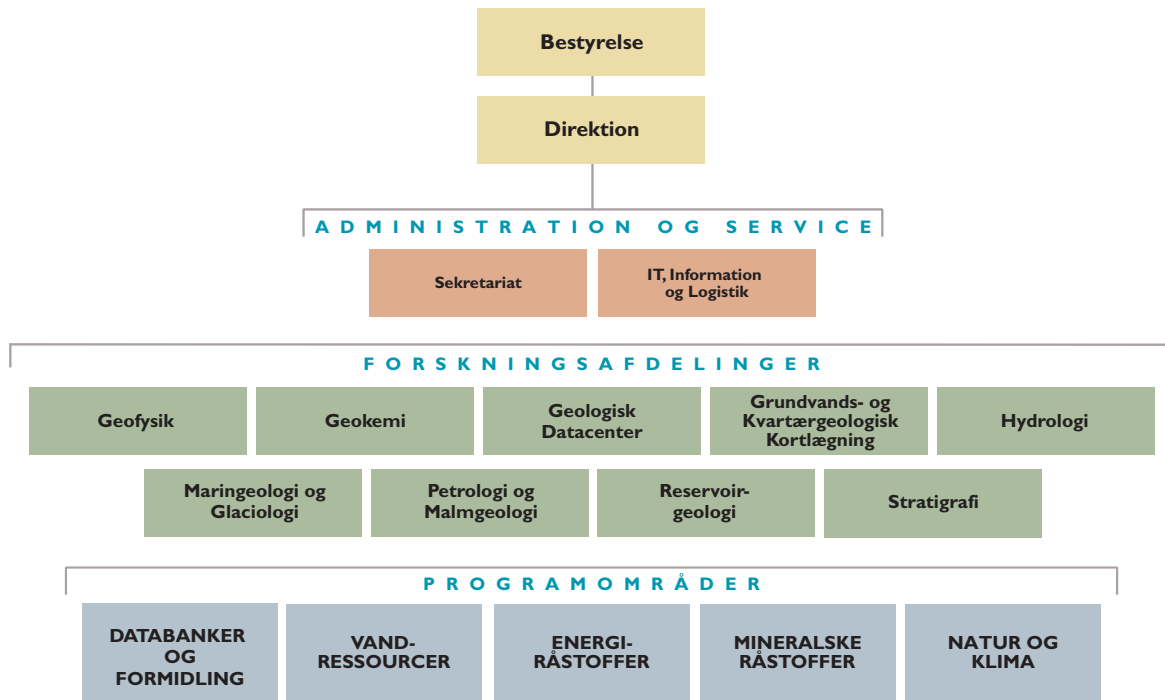 Bestyrelse
Direktion
ADMINISTRATION OG SERVICE
Sekretariat
IT, Information
og Logistik
FORSKNINGSAFDELINGER
Geofysik
Geokemi
Geologisk
Datacenter
Grundvands- og
Kvartærgeologisk
Kortlægning
Hydrologi
Maringeologi og
Glaciologi
Petrologi og
Malmgeologi
Reservoir-
geologi
Stratigrafi
PROGRAMOMRÅDER
DATABANKER
OG
FORMIDLING
VAND-
RESSOURCER
ENERGI-
RÅSTOFFER
MINERALSKE
RÅSTOFFER
NATUR OG
KLIMA